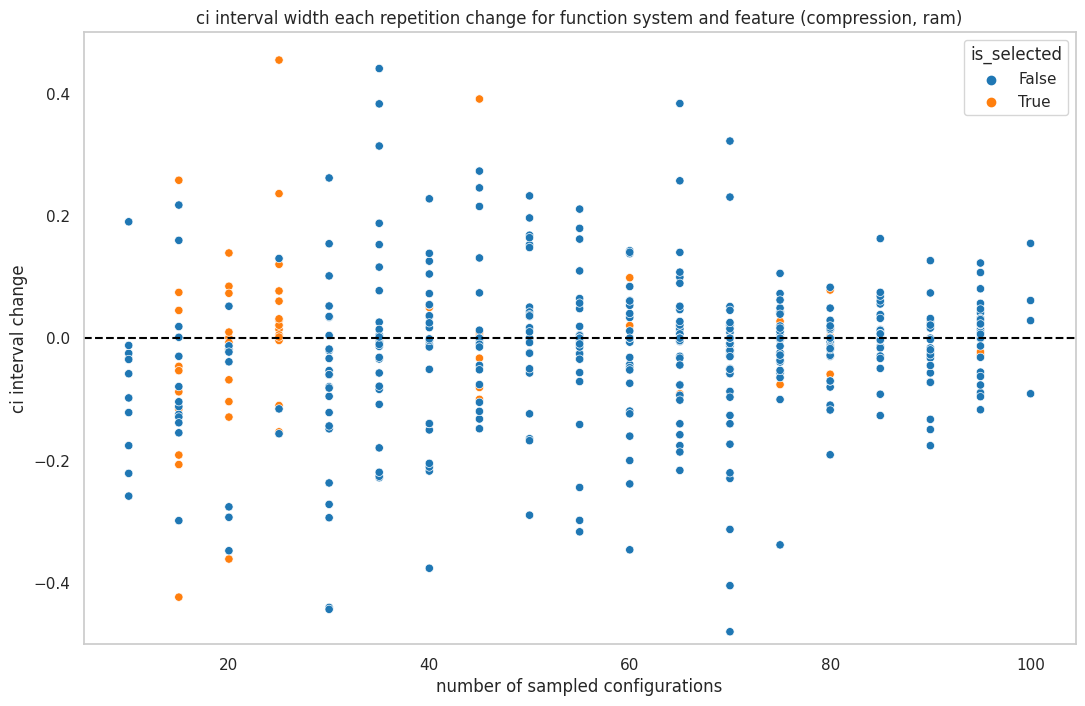 ci interval width each repetition change for function system and feature (compression, ram)
is_selected
False
True
ci interval change
0.4
0.2
0.0
−0.2
−0.4
20
40
60
80
100
number of sampled configurations